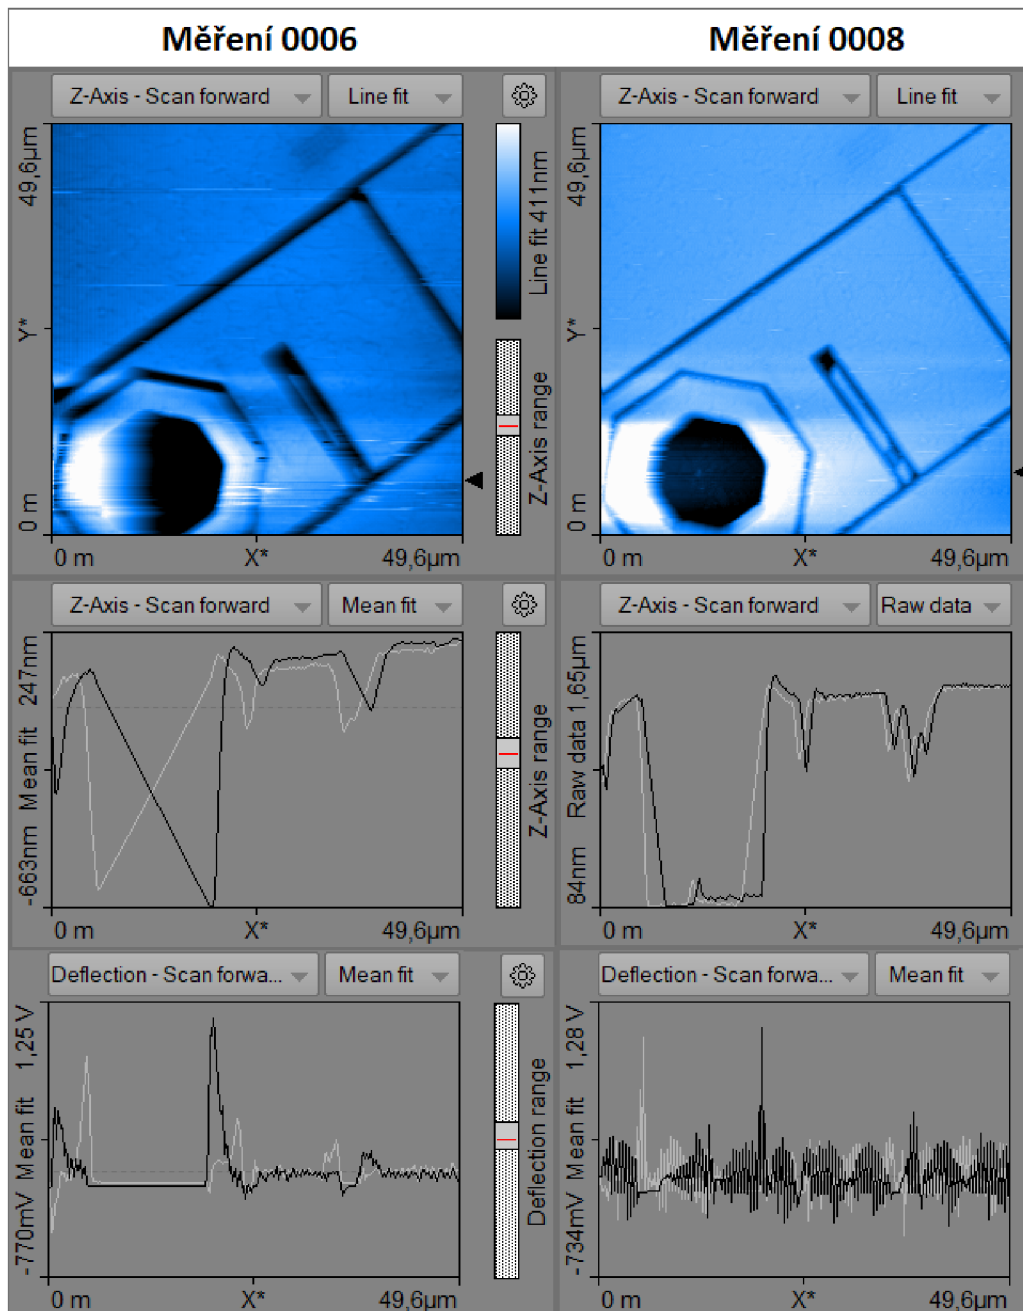 Měření 0006
Měření 0008
Z-Axis - Scan forward
Line fit
Z-Axis - Scan forward
Line fit
49,6µm
Y*
0 m
0 m
X*
49,6µm
Line fit 411nm
Z-Axis range
49,6µm
Y*
0 m
0 m
X*
49,6µm
Z-Axis - Scan forward
Mean fit
Z-Axis - Scan forward
Raw data
-663nm Mean fit 247nm
0 m
X*
49,6µm
Z-Axis range
84nm Raw data 1,65µm
0 m
X*
49,6µm
Deflection - Scan forwa...
Mean fit
Deflection - Scan forwa...
Mean fit
-770mV Mean fit 1,25 V
0 m
X*
49,6µm
Deflection range
-734mV Mean fit 1,28 V
0 m
X*
49,6µm